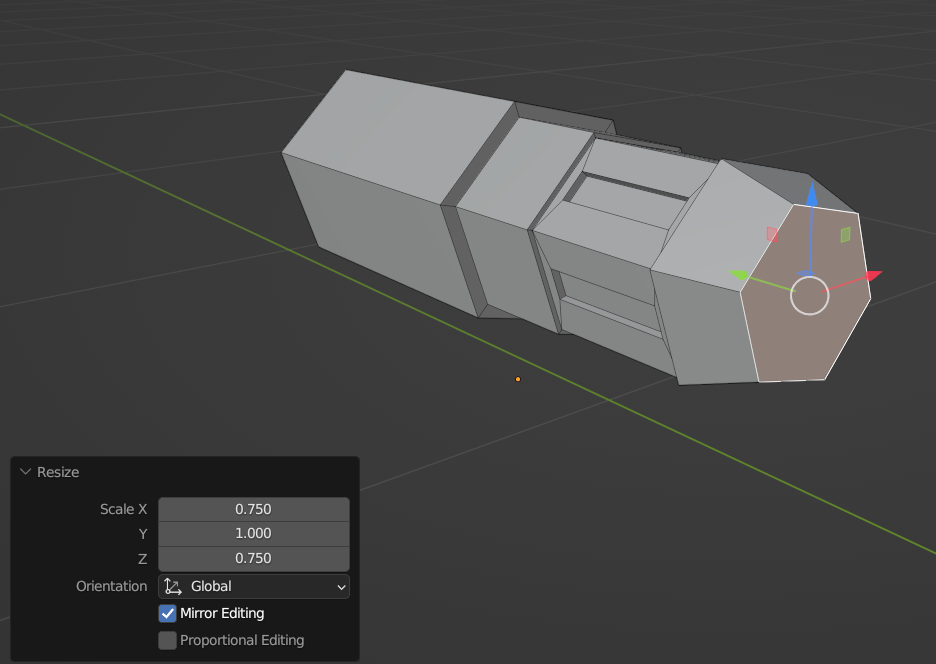 Resize
Scale X 0.750
Y 1.000
Z 0.750
Orientation Global
Mirror Editing
Proportional Editing